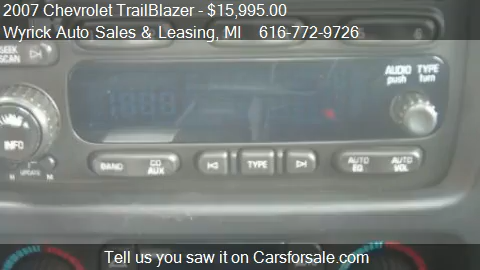 2007 Chevrolet TrailBlazer - $15,995.00
Wyrick Auto Sales & Leasing, MI 616-772-9726
SEEK
SCAN
AUDIO TYPE
push turn
INFO
BAND
CD
AUX
TYPE
AUTO
EQ
AUTO
VOL
UPDATE
Tell us you saw it on Carsforsale.com